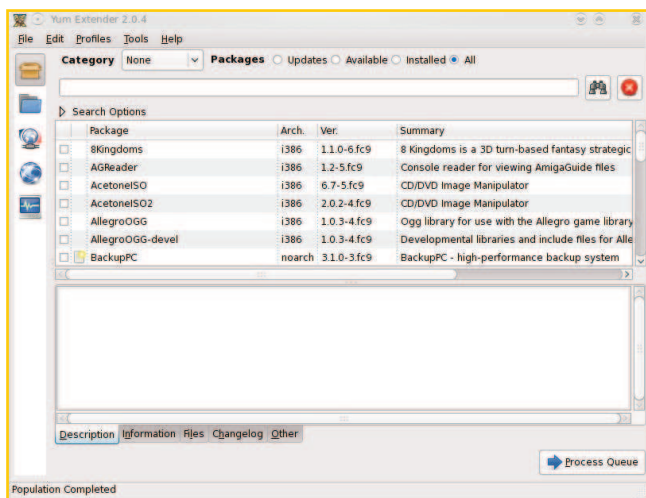 Yum Extender 2.0.4
File Edit Profiles Tools Help
Category None Packages Updates Available Installed All
Search Options
Package Arch. Ver. Summary
8Kingdoms i386 1.1.0-6.fc9 8 Kingdoms is a 3D turn-based fantasy strategic
AGReader i386 1.2-5.fc9 Console reader for viewing AmigaGuide files
AcetoneISO i386 6.7-5.fc9 CD/DVD Image Manipulator
AcetoneISO2 i386 2.0.2-4.fc9 CD/DVD Image Manipulator
AllegroOGG i386 1.0.3-4.fc9 Ogg library for use with the Allegro game library
AllegroOGG-devel i386 1.0.3-4.fc9 Developmental libraries and include files for Alle
BackupPC noarch 3.1.0-3.fc9 BackupPC - high-performance backup system
Description Information Files Changelog Other
Process Queue
Population Completed